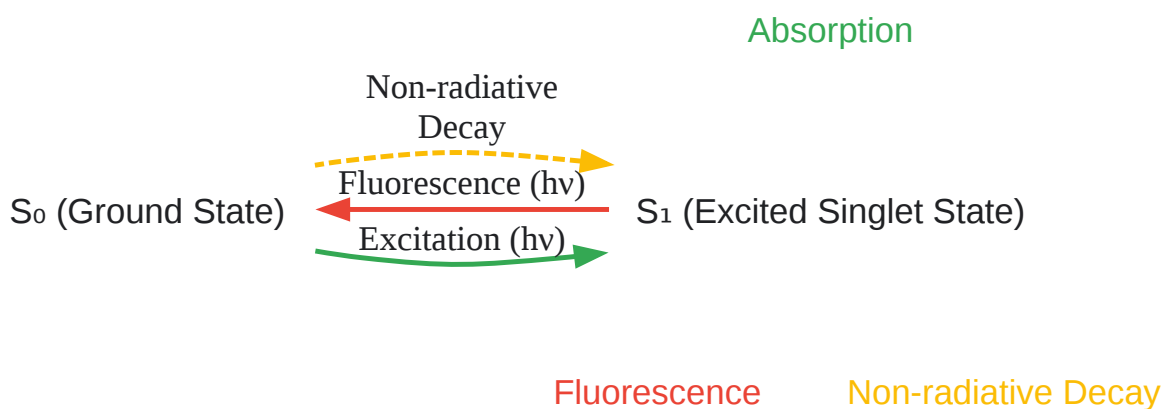 Absorption
Non-radiative
Decay
Fluorescence (hν)
S₀ (Ground State)
S₁ (Excited Singlet State)
Excitation (hν)
Fluorescence
Non-radiative Decay